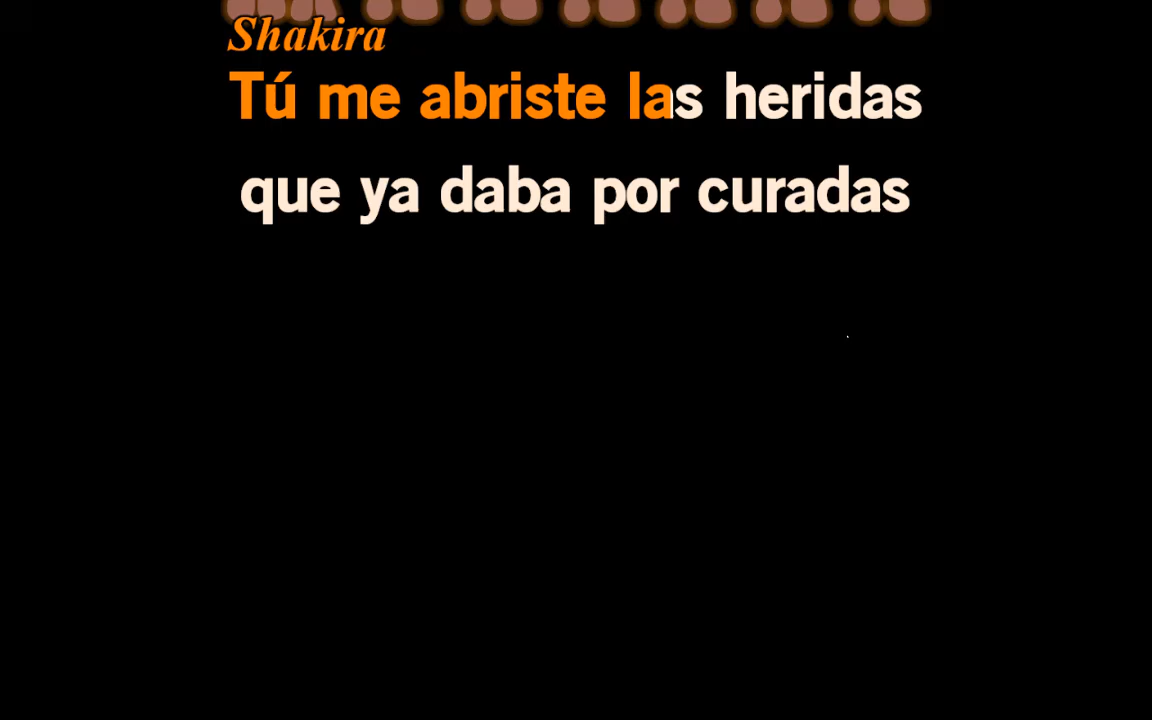 Shakira
Tú me abriste las heridas
que ya daba por curadas